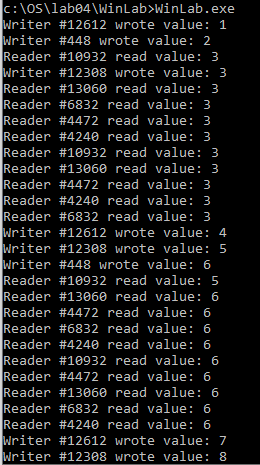 c:\OS\lab04\WinLab>WinLab.exe
Writer #12612 wrote value: 1
Writer #448 wrote value: 2
Reader #10932 read value: 3
Writer #12308 wrote value: 3
Reader #13060 read value: 3
Reader #6832 read value: 3
Reader #4472 read value: 3
Reader #4240 read value: 3
Reader #10932 read value: 3
Reader #13060 read value: 3
Reader #4472 read value: 3
Reader #4240 read value: 3
Reader #6832 read value: 3
Writer #12612 wrote value: 4
Writer #12308 wrote value: 5
Writer #448 wrote value: 6
Reader #10932 read value: 5
Reader #13060 read value: 6
Reader #4472 read value: 6
Reader #6832 read value: 6
Reader #4240 read value: 6
Reader #10932 read value: 6
Reader #4472 read value: 6
Reader #13060 read value: 6
Reader #6832 read value: 6
Reader #4240 read value: 6
Writer #12612 wrote value: 7
Writer #12308 wrote value: 8